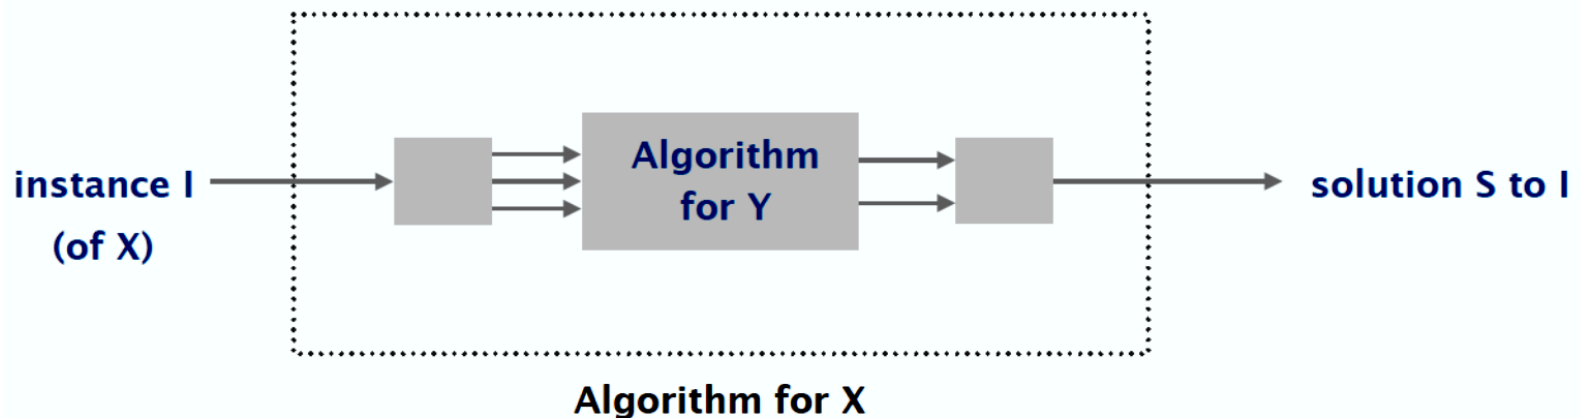 instance I
(of X)
Algorithm
for Y
solution S to I
Algorithm for X